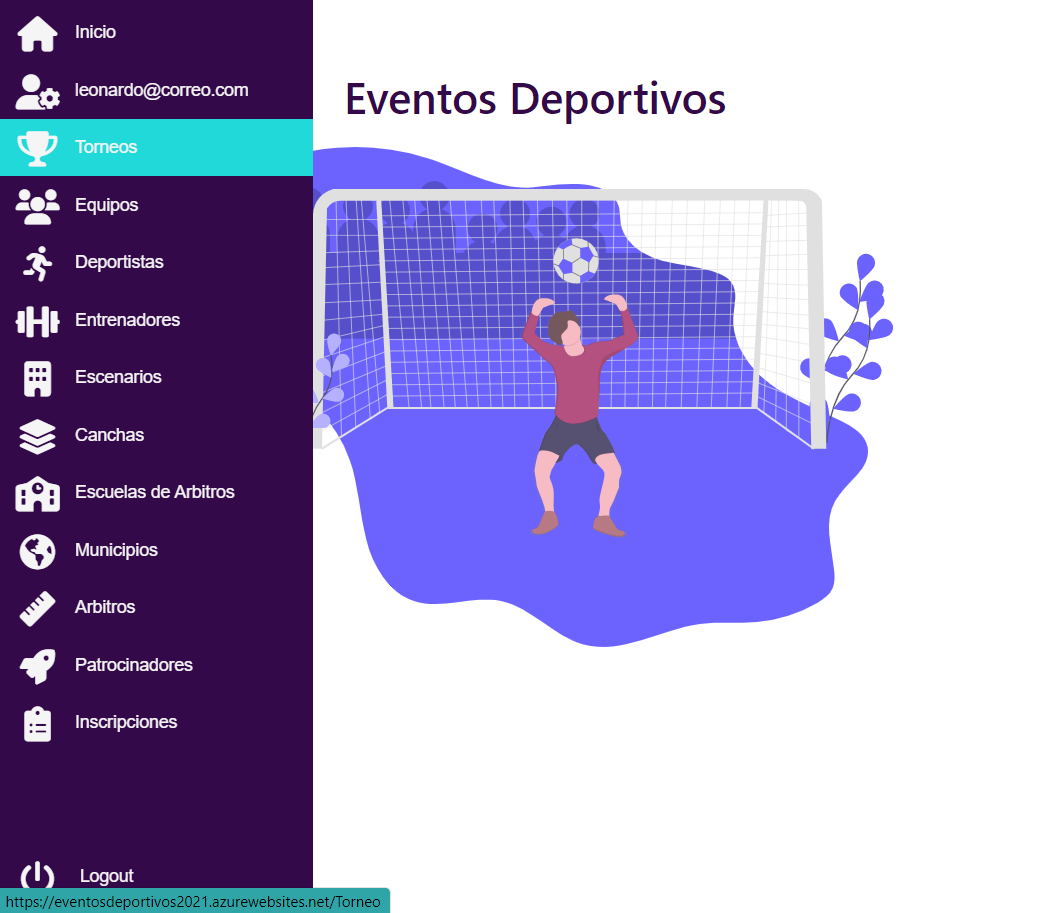 Inicio
leonardo@correo.com
Torneos
Equipos
Deportistas
Entrenadores
Escenarios
Canchas
Escuelas de Arbitros
Municipios
Arbitros
Patrocinadores
Inscripciones
Logout
https://eventosdeportivos2021.azurewebsites.net/Torneo
Eventos Deportivos